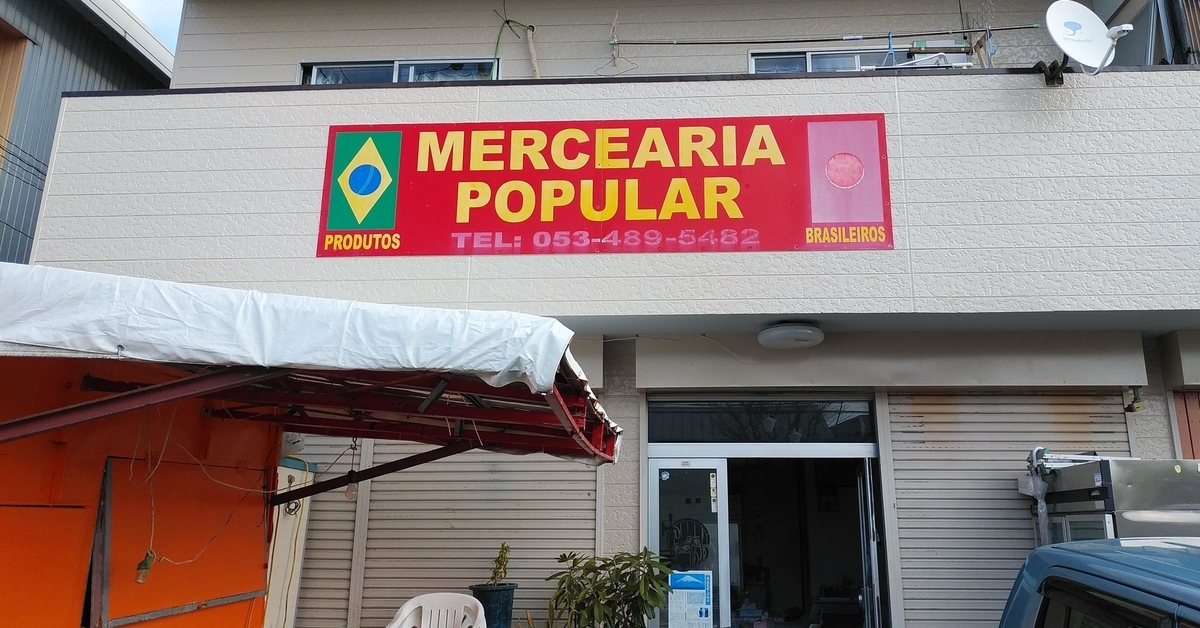 MERCEARIA
POPULAR
PRODUTOS
TEL: 053-489-5482
BRASILEIROS